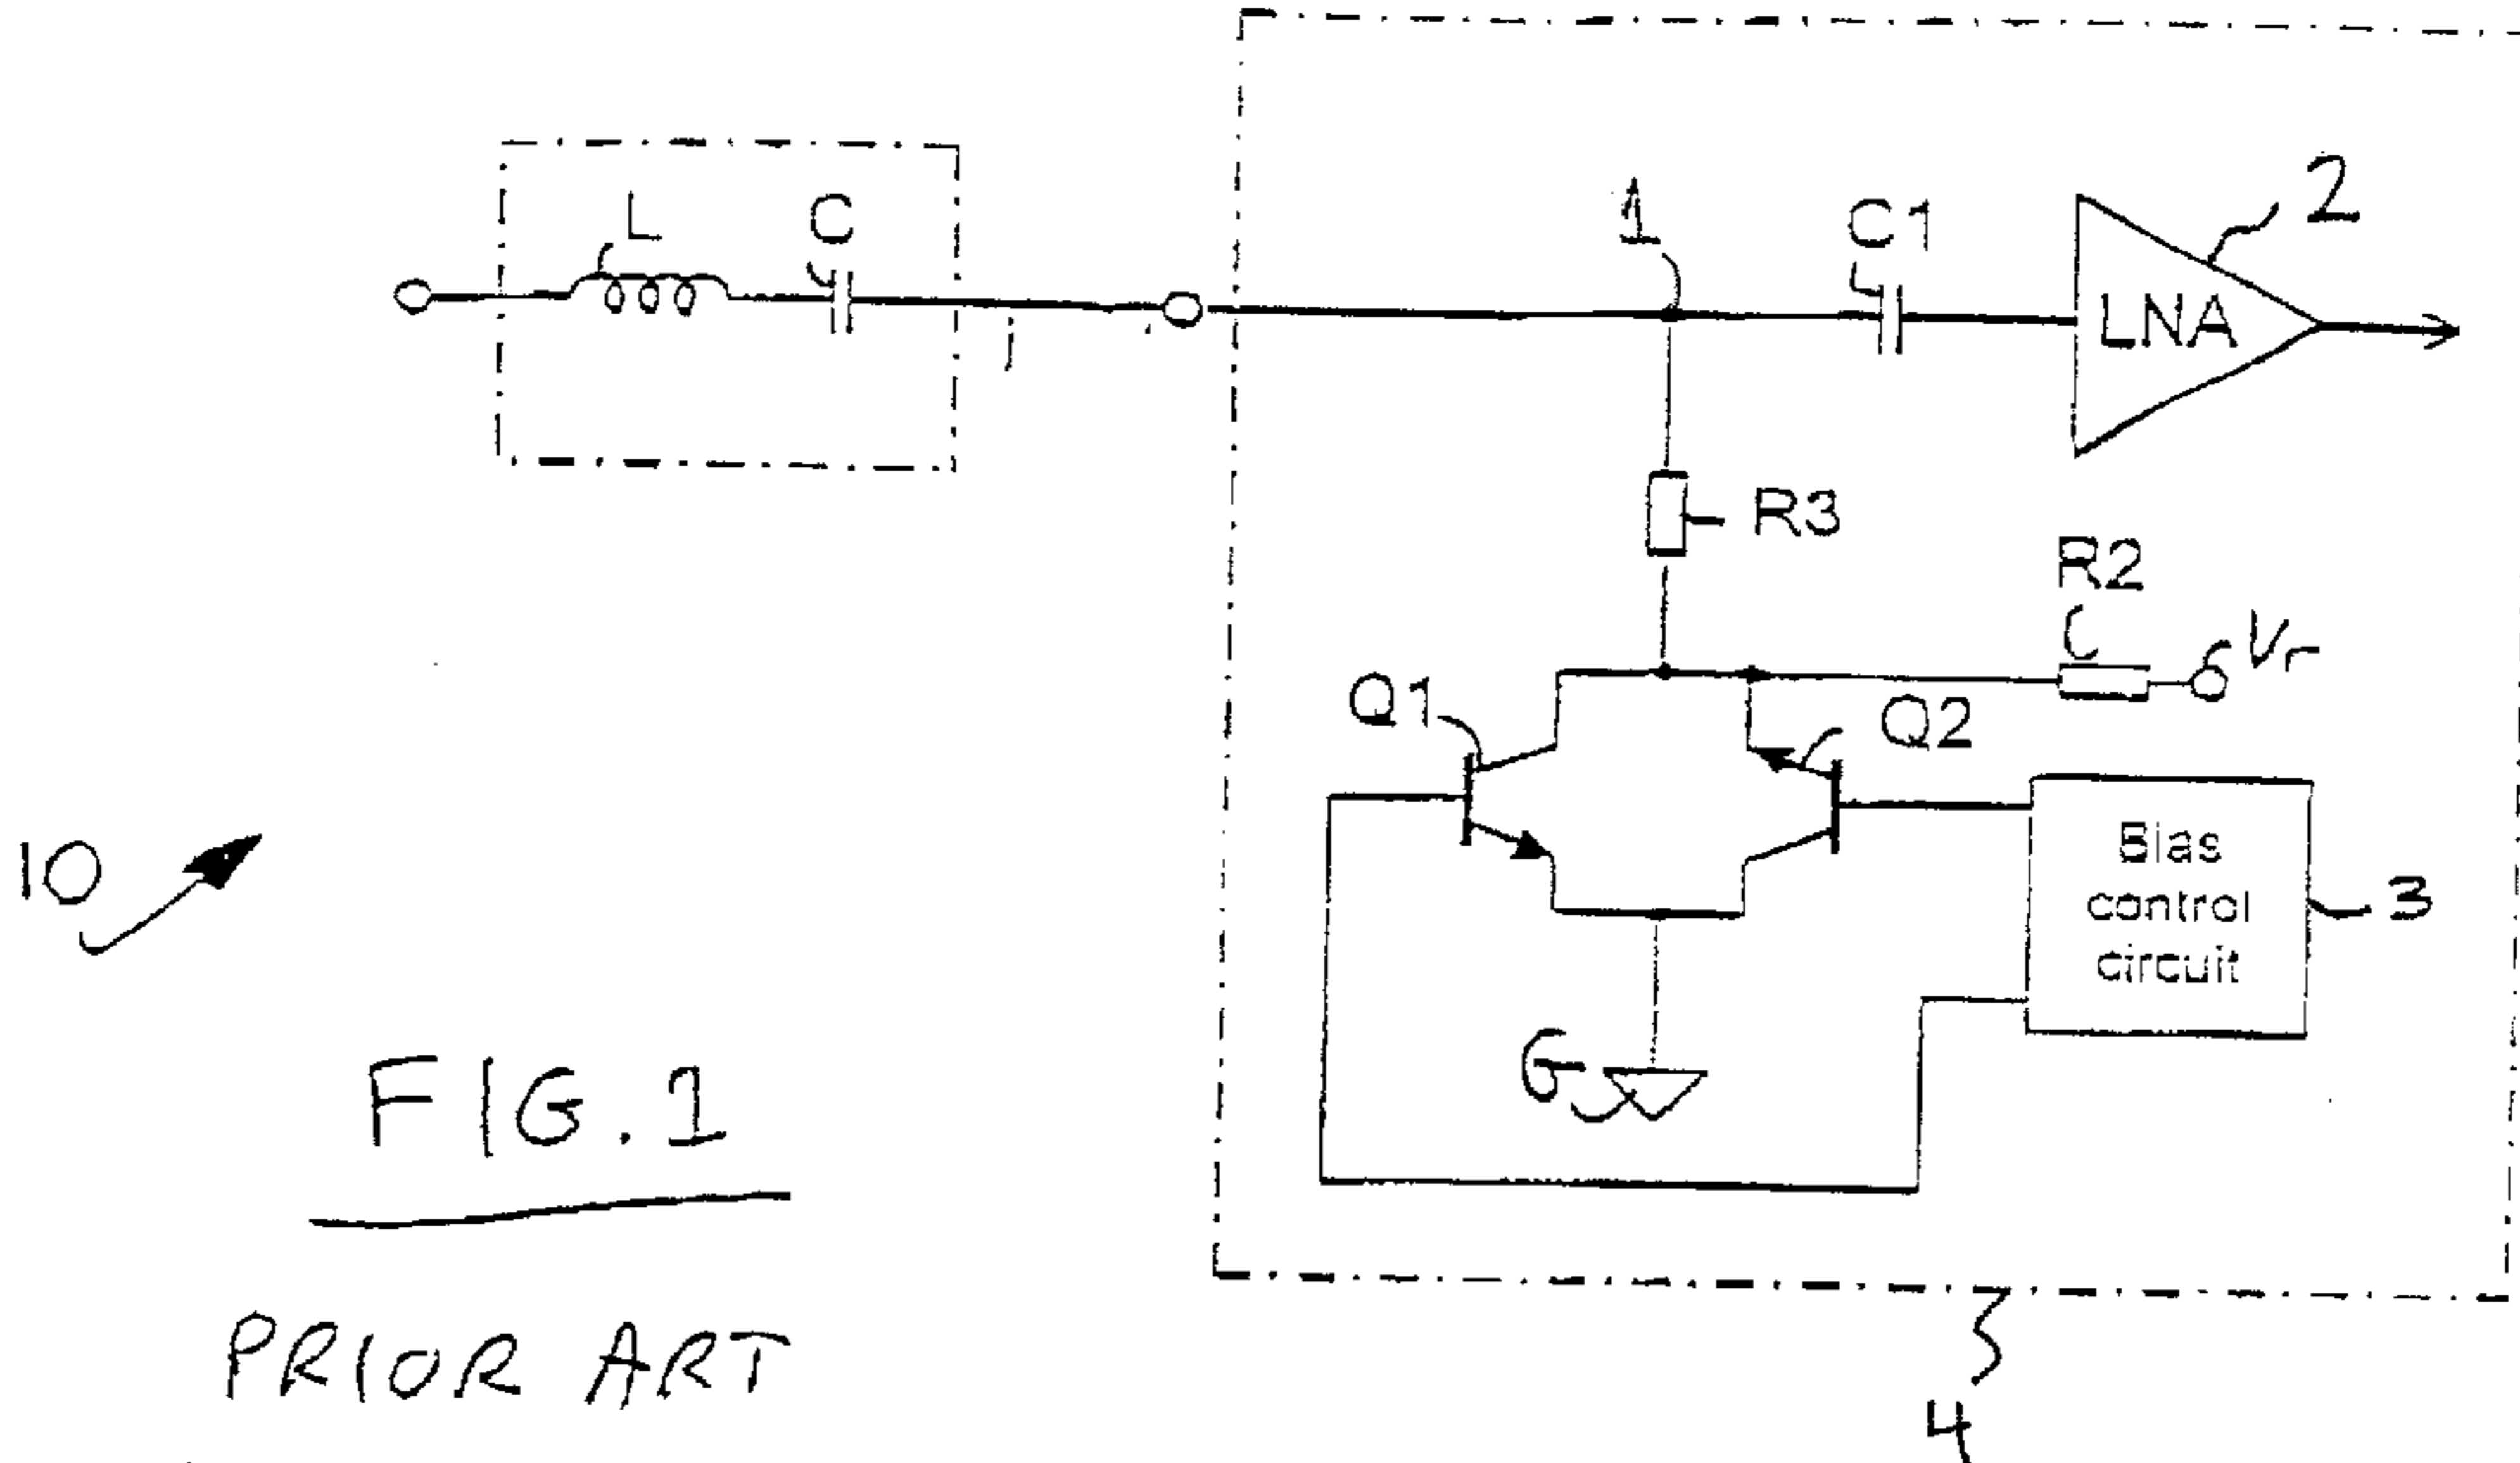 L
C
1
C1
2
LNA
R3
R2
Vr
Q1
Q2
Bias
control
circuit
3
10
G
FIG.1
PRIOR ART
4